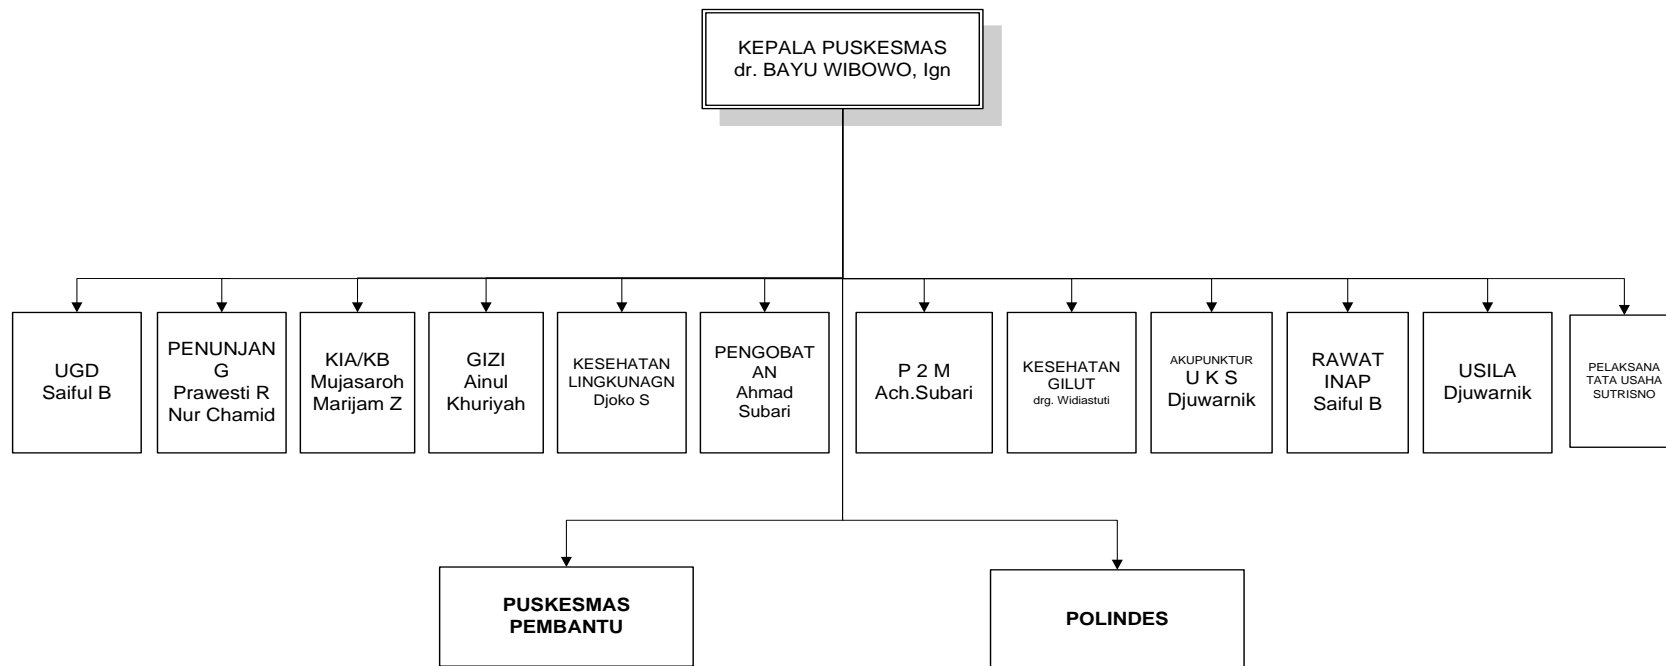 KEPALA PUSKESMAS
dr. BAYU WIBOWO, Ign
UGD
Saiful B
PENUNJAN
G
Prawesti R
Nur Chamid
KIA/KB
Mujasaroh
Marijam Z
GIZI
Ainul
Khuriyah
KESEHATAN
LINGKUNAGN
Djoko S
PENGOBAT
AN
Ahmad
Subari
P 2 M
Ach.Subari
KESEHATAN
GILUT
drg. Widiastuti
AKUPUNKTUR
U K S
Djuwarnik
RAWAT
INAP
Saiful B
USILA
Djuwarnik
PELAKSANA
TATA USAHA
SUTRISNO
PUSKESMAS
PEMBANTU
POLINDES